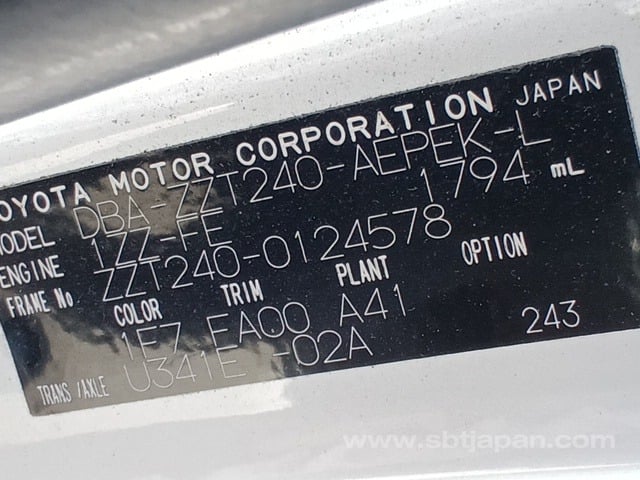 TOYOTA MOTOR CORPORATION JAPAN
MODEL DBA-ZZT240-AEPEK-L
ENGINE 1ZZ-FE 1794 mL
FRAME No ZZT240-0124578
COLOR TRIM PLANT OPTION
1F7 FA00 A41
TRANS/AXLE U341E -02A 243
www.sbtjapan.com